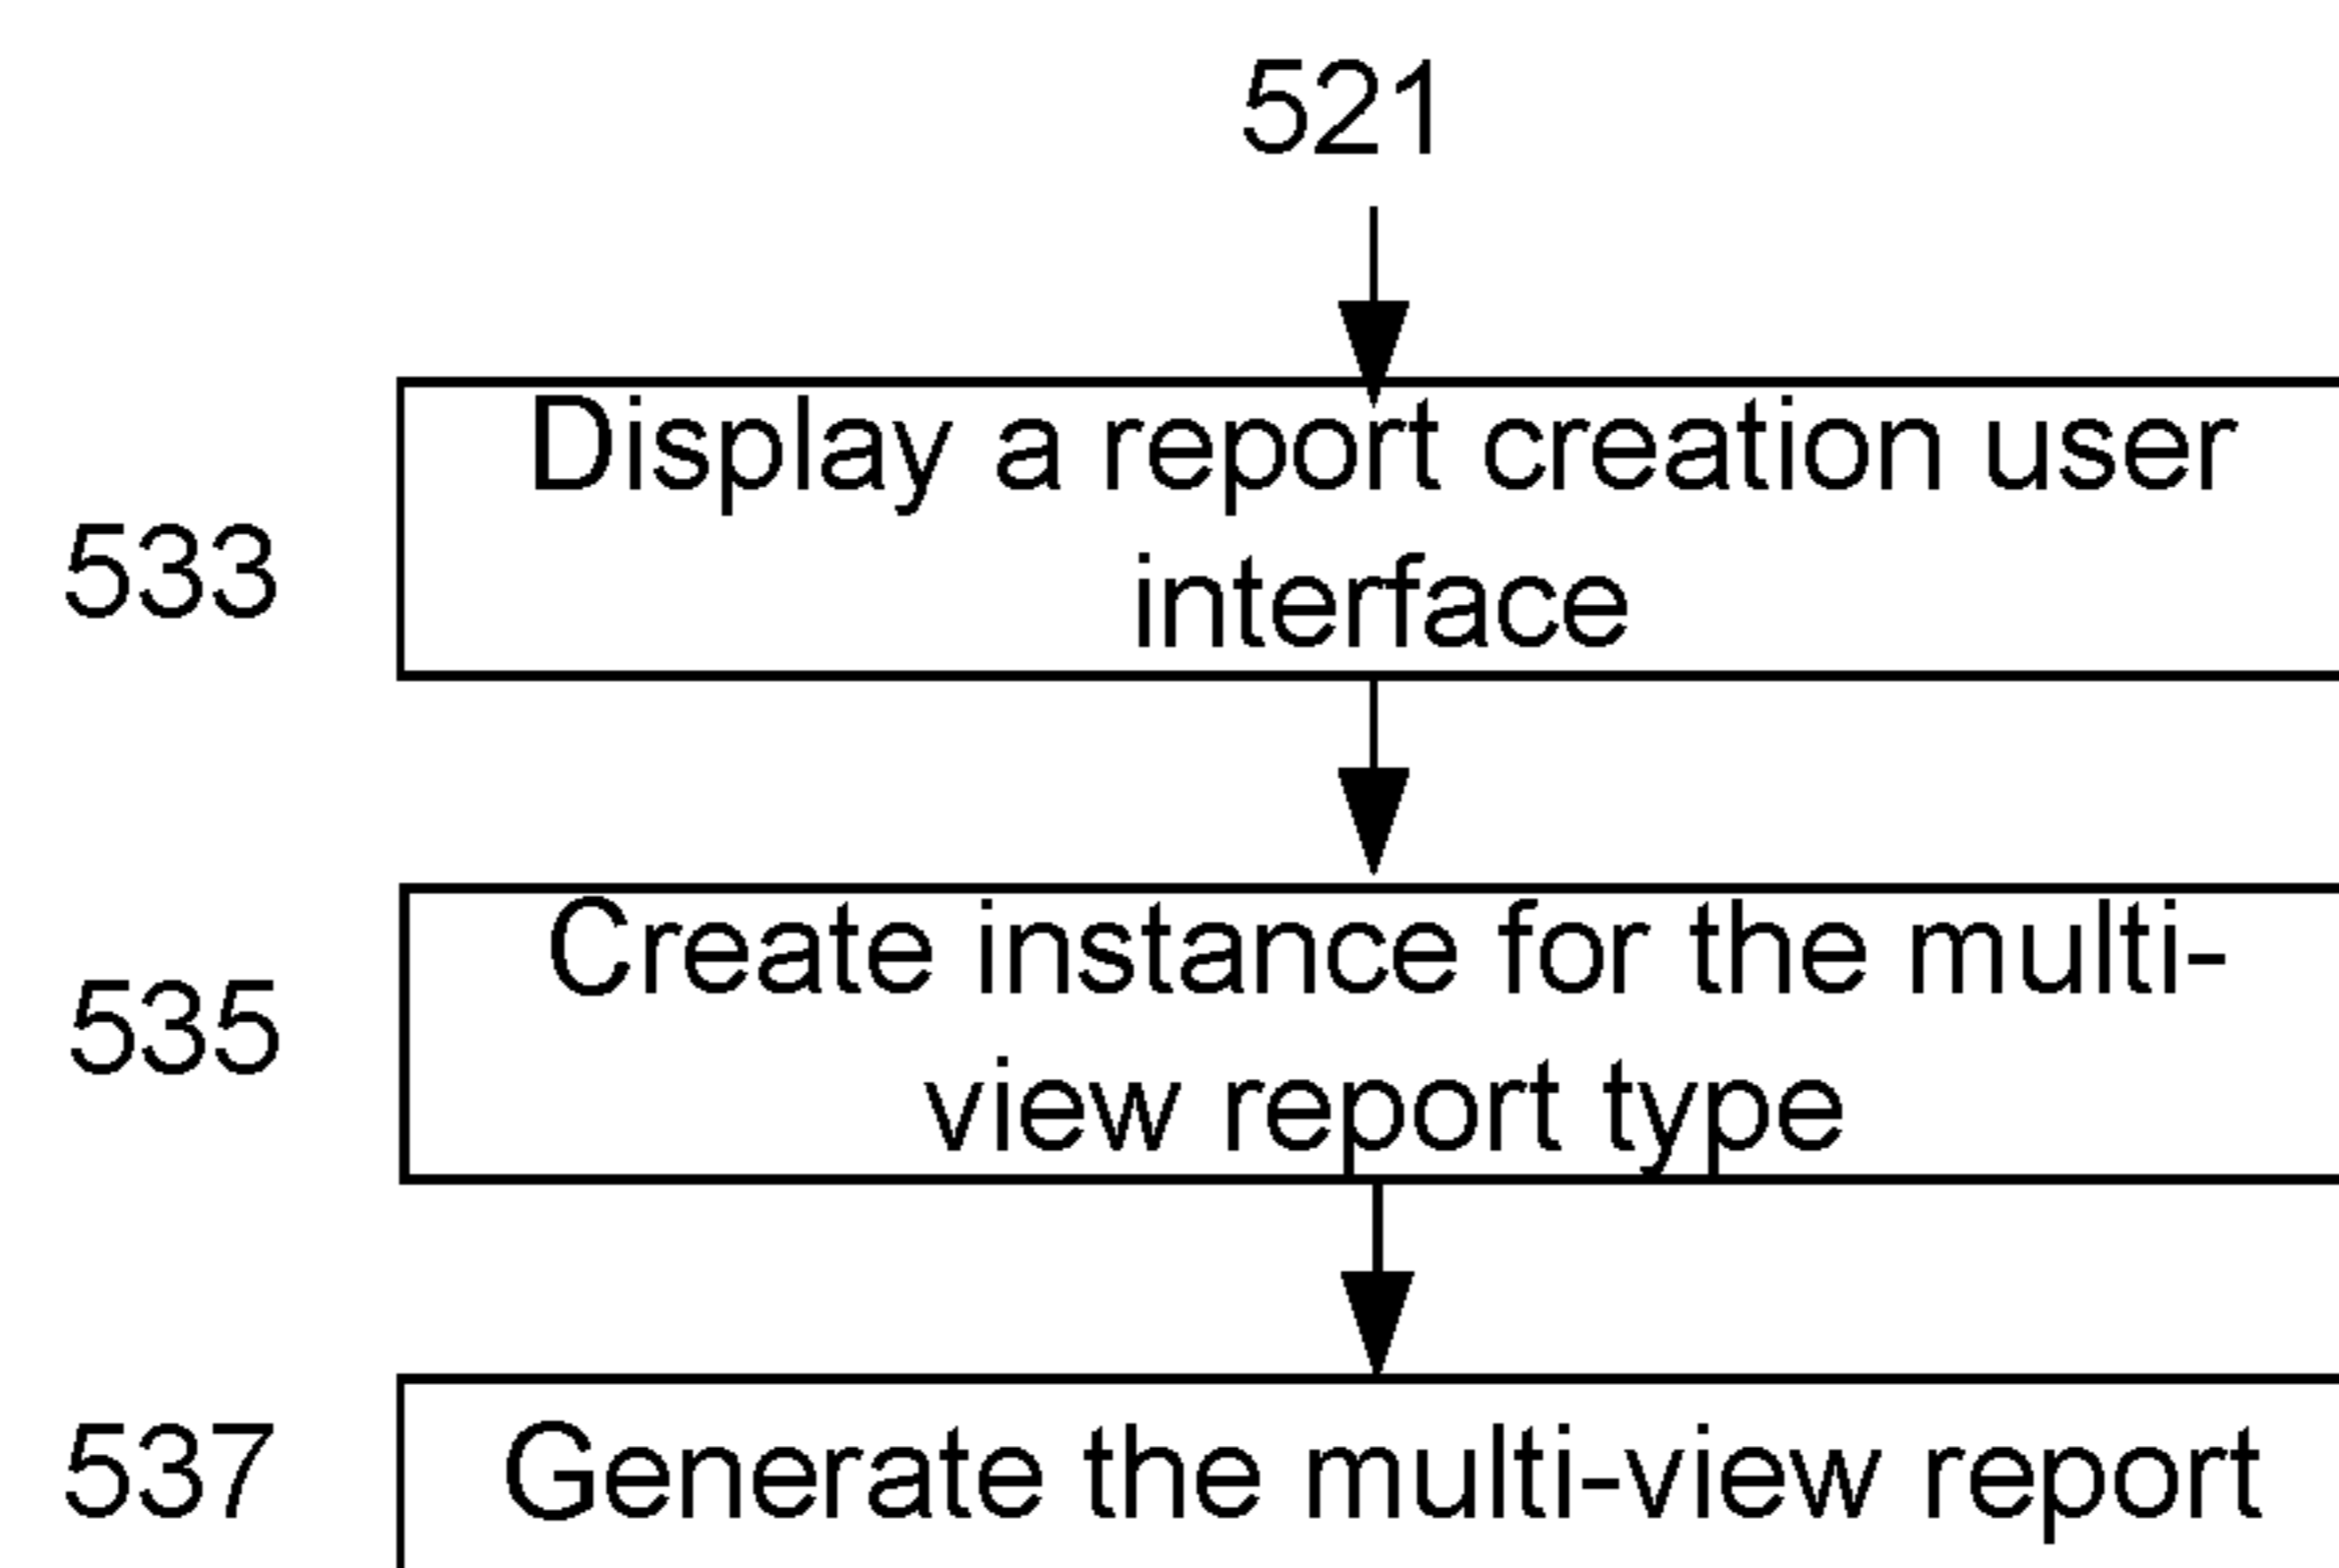 521
Display a report creation user
interface
533
Create instance for the multi-
view report type
535
Generate the multi-view report
537